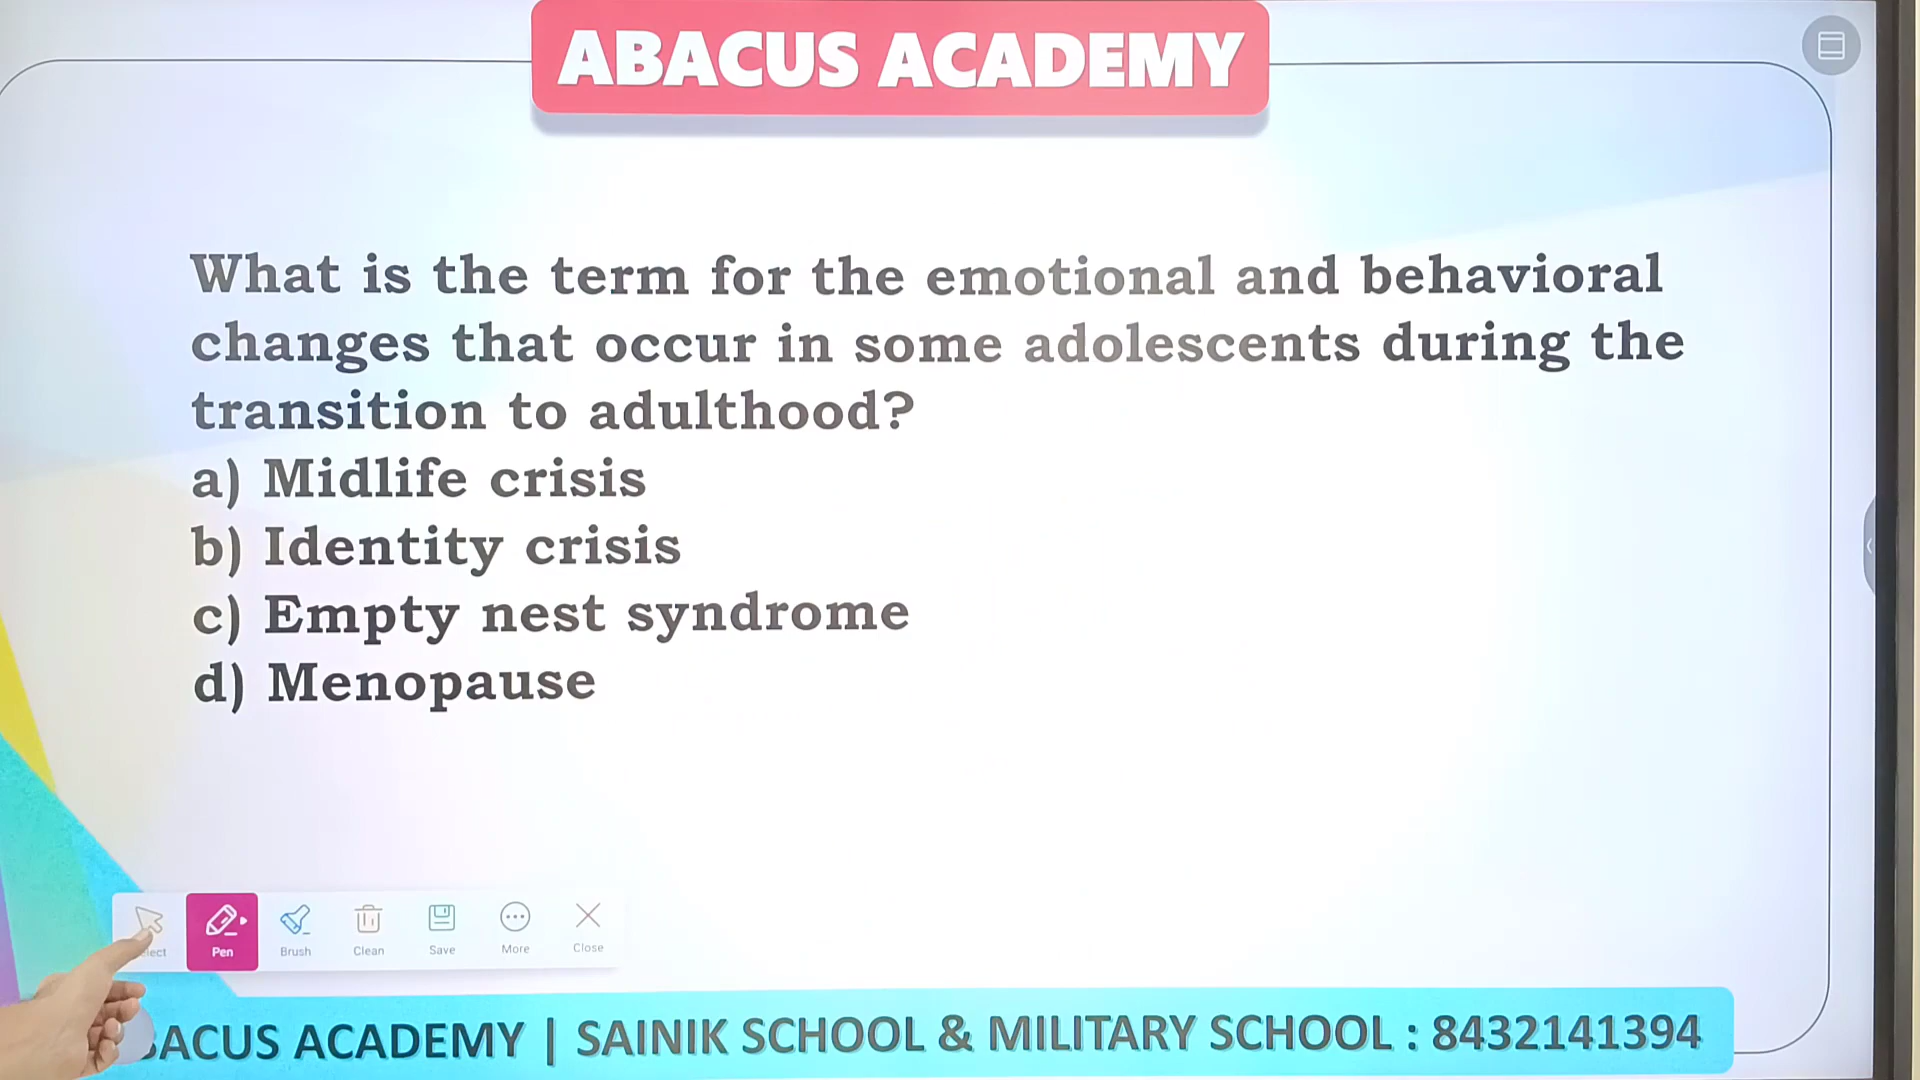 ABACUS ACADEMY
What is the term for the emotional and behavioral
changes that occur in some adolescents during the
transition to adulthood?
a) Midlife crisis
b) Identity crisis
c) Empty nest syndrome
d) Menopause
Pen
Brush
Clean
Save
More
Close
ACADEMY | SAINIK SCHOOL & MILITARY SCHOOL : 8432141394